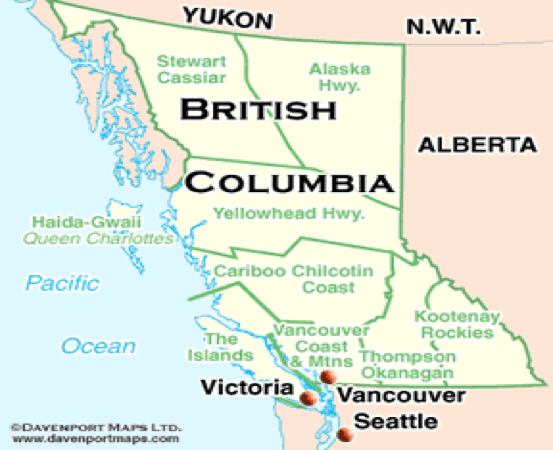 YUKON
N.W.T.
Stewart
Cassiar
Alaska
Hwy.
BRITISH
ALBERTA
COLUMBIA
Yellowhead Hwy.
Haida-Gwaii
Queen Charlottes
Pacific
Ocean
Cariboo Chilcotin
Coast
Kootenay
Rockies
Vancouver
Coast
& Mtns
The
Islands
Thompson
Okanagan
Victoria
Vancouver
Seattle
©DAVENPORT MAPS LTD.
www.davenportmaps.com